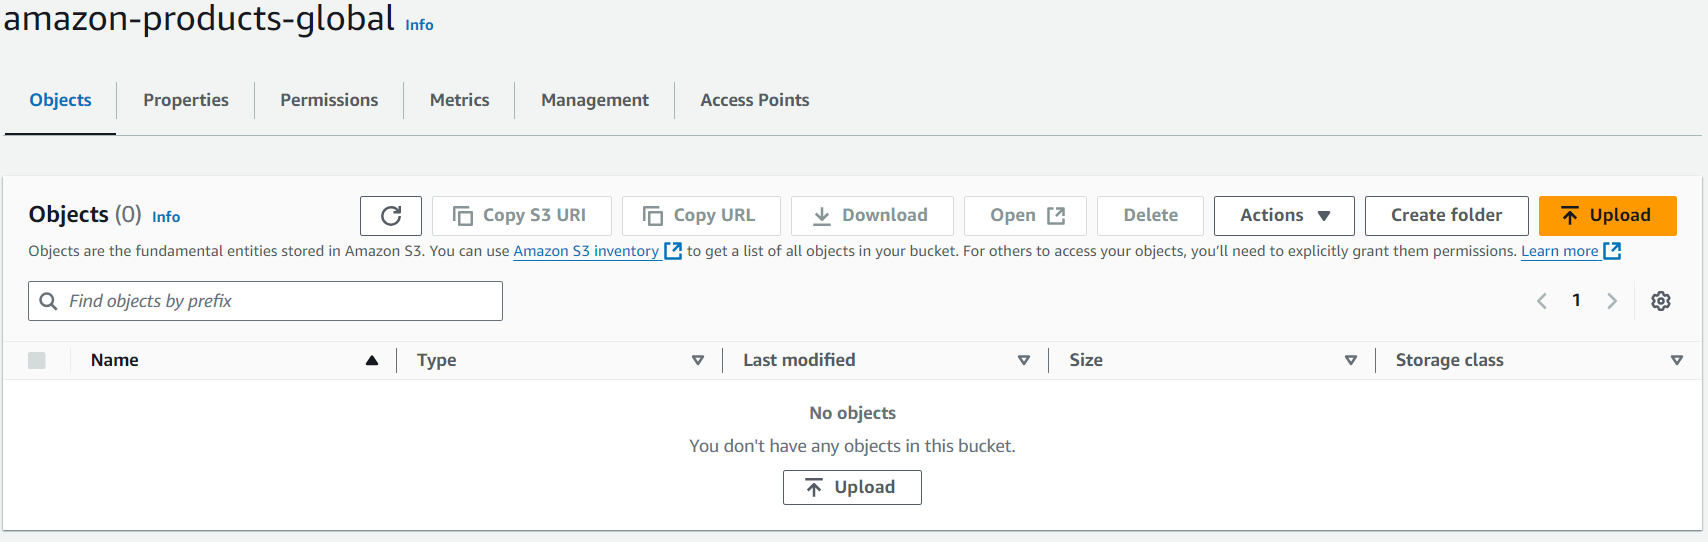 amazon-products-global Info
Objects Properties Permissions Metrics Management Access Points
Objects (0) Info Copy S3 URI Copy URL Download Open Delete Actions Create folder Upload
Objects are the fundamental entities stored in Amazon S3. You can use Amazon S3 inventory to get a list of all objects in your bucket. For others to access your objects, you’ll need to explicitly grant them permissions. Learn more
Find objects by prefix 1
Name Type Last modified Size Storage class
No objects
You don't have any objects in this bucket.
Upload